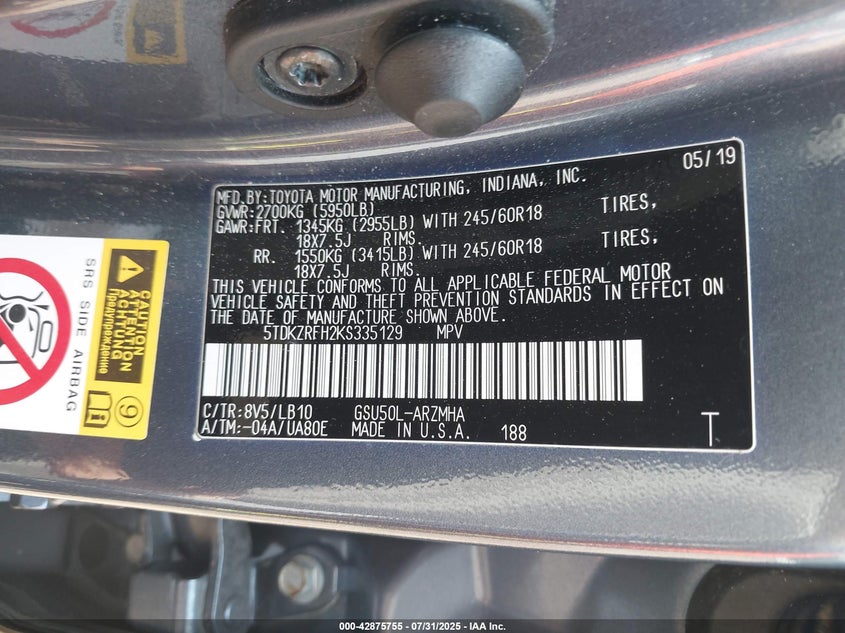 05/19
MFD.BY:TOYOTA MOTOR MANUFACTURING, INDIANA, INC.
GVWR:2700KG (5950LB)
GAWR:FRT. 1345KG (2955LB) WITH 245/60R18 TIRES,
18X7.5J RIMS.
RR. 1550KG (3415LB) WITH 245/60R18 TIRES,
18X7.5J RIMS.
THIS VEHICLE CONFORMS TO ALL APPLICABLE FEDERAL MOTOR
VEHICLE SAFETY AND THEFT PREVENTION STANDARDS IN EFFECT ON
THE DATE OF MANUFACTURE SHOWN ABOVE.
5TDKZRFH2KS335129 MPV
C/TR:8V5/LB10 GSU50L-ARZMHA
A/TM:-04A/UA80E MADE IN U.S.A. 188 T
SRS SIDE AIRBAG
CAUTION
ACHTUNG
Предупреждение
9
000-42875755 - 07/31/2025 - IAA Inc.